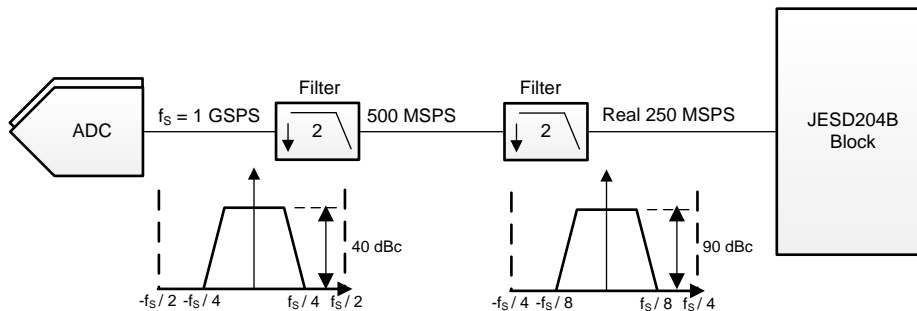 Filter
Filter
ADC
f_S = 1 GSPS
2
500 MSPS
2
Real 250 MSPS
JESD204B
Block
40 dBc
90 dBc
-f_S / 2
-f_S / 4
f_S / 4
f_S / 2
-f_S / 4
-f_S / 8
f_S / 8
f_S / 4